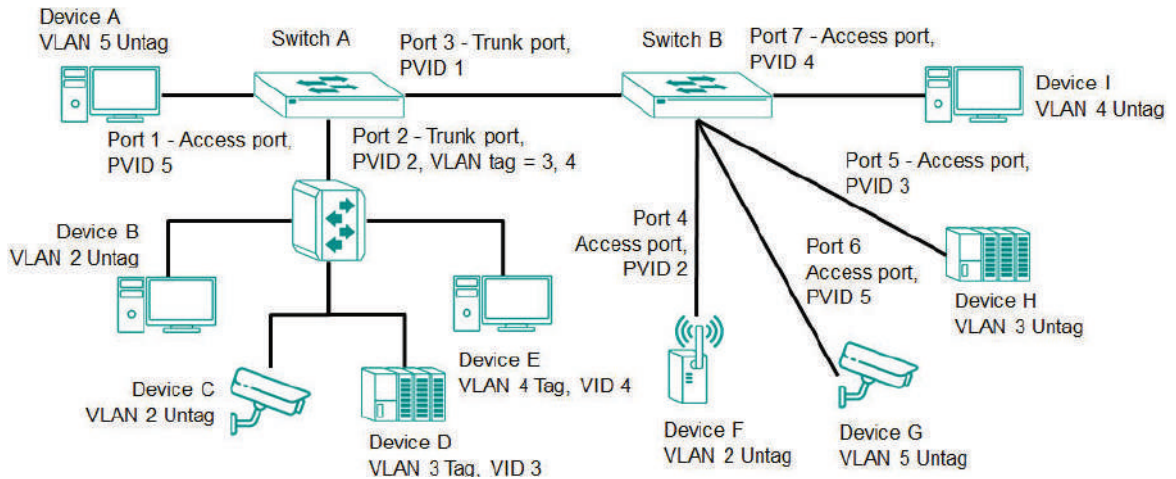 Device A
VLAN 5 Untag
Switch A
Port 3 - Trunk port,
PVID 1
Switch B
Port 7 - Access port,
PVID 4
Device I
VLAN 4 Untag
Port 1 - Access port,
PVID 5
Port 2 - Trunk port,
PVID 2, VLAN tag = 3, 4
Port 5 - Access port,
PVID 3
Device B
VLAN 2 Untag
Port 4
Access port,
PVID 2
Port 6
Access port,
PVID 5
Device H
VLAN 3 Untag
Device E
VLAN 4 Tag, VID 4
Device C
VLAN 2 Untag
Device D
VLAN 3 Tag, VID 3
Device F
VLAN 2 Untag
Device G
VLAN 5 Untag